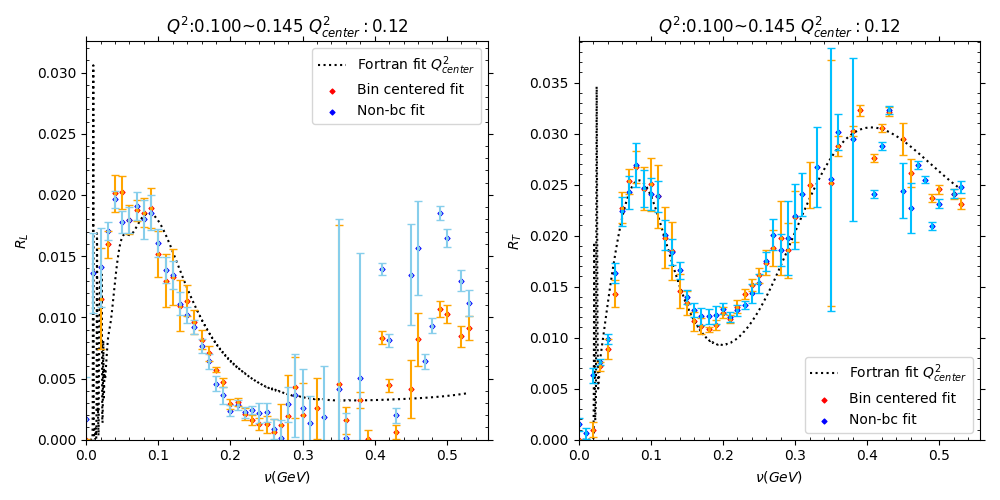 Q²:0.100~0.145 Q²center : 0.12
R_L
0.030
0.025
0.020
0.015
0.010
0.005
0.000
0.0 0.1 0.2 0.3 0.4 0.5
ν(GeV)
Fortran fit Q²center
Bin centered fit
Non-bc fit
Q²:0.100~0.145 Q²center : 0.12
R_T
0.035
0.030
0.025
0.020
0.015
0.010
0.005
0.000
0.0 0.1 0.2 0.3 0.4 0.5
ν(GeV)
Fortran fit Q²center
Bin centered fit
Non-bc fit